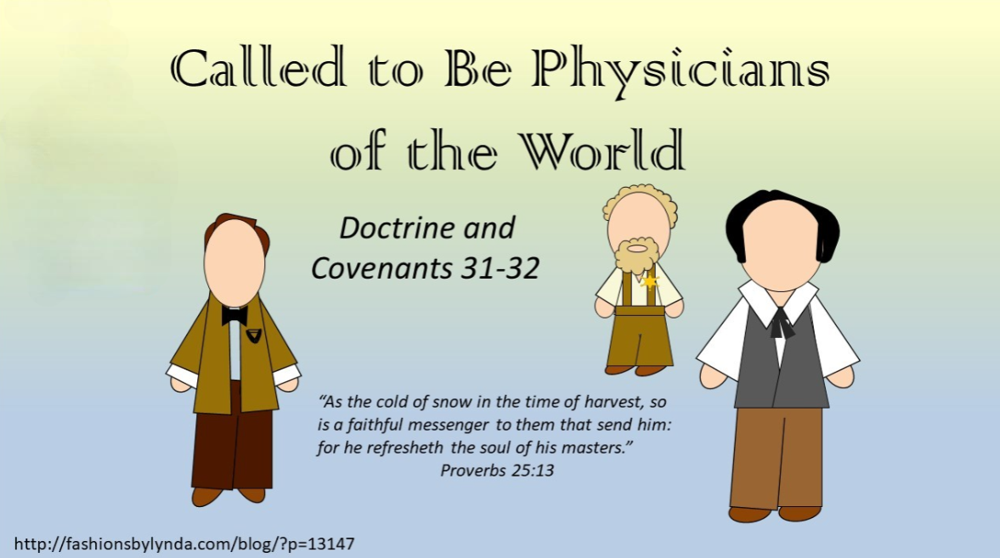 Called to Be Physicians
of the World
Doctrine and
Covenants 31-32
“As the cold of snow in the time of harvest, so
is a faithful messenger to them that send him:
for he refresheth the soul of his masters.”
Proverbs 25:13
http://fashionsbylynda.com/blog/?p=13147